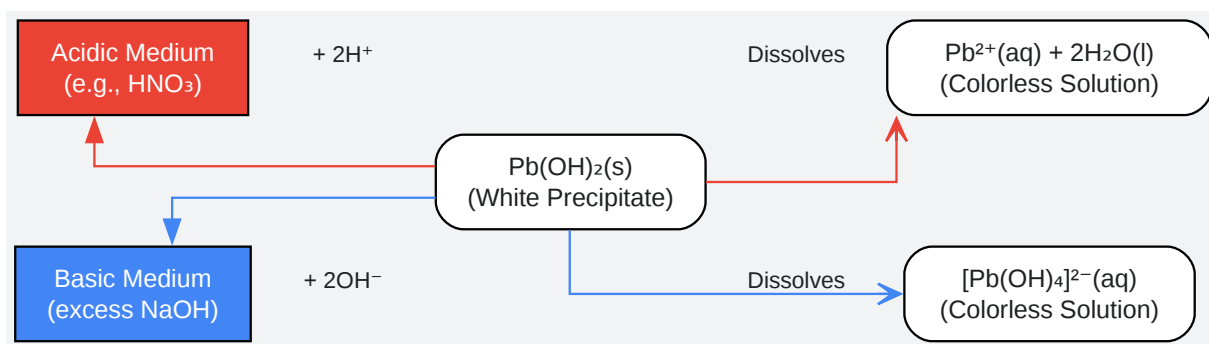 Acidic Medium
(e.g., HNO₃)
+ 2H⁺
Dissolves
Pb²⁺(aq) + 2H₂O(l)
(Colorless Solution)
Pb(OH)₂(s)
(White Precipitate)
Basic Medium
(excess NaOH)
+ 2OH⁻
Dissolves
[Pb(OH)₄]²⁻(aq)
(Colorless Solution)